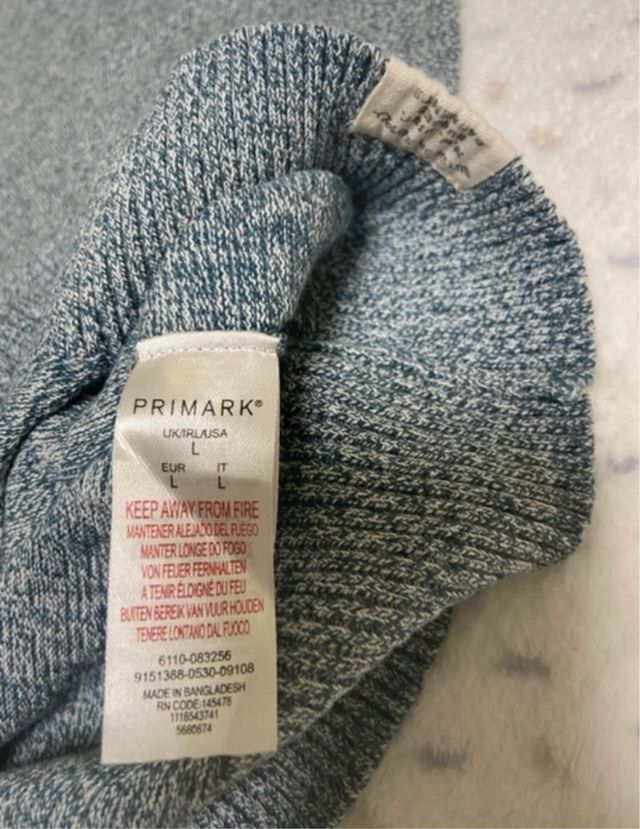 PRIMARK®
UK/IRL/USA
L
EUR IT
L L
KEEP AWAY FROM FIRE
MANTENER ALEJADO DEL FUEGO
MANTER LONGE DO FOGO
VON FEUER FERNHALTEN
A TENIR ÉLOIGNÉ DU FEU
BUITEN BEREIK VAN VUUR HOUDEN
TENERE LONTANO DAL FUOCO
6110-083256
9151388-0530-09108
MADE IN BANGLADESH
RN CODE:145478
1118543741
5660674